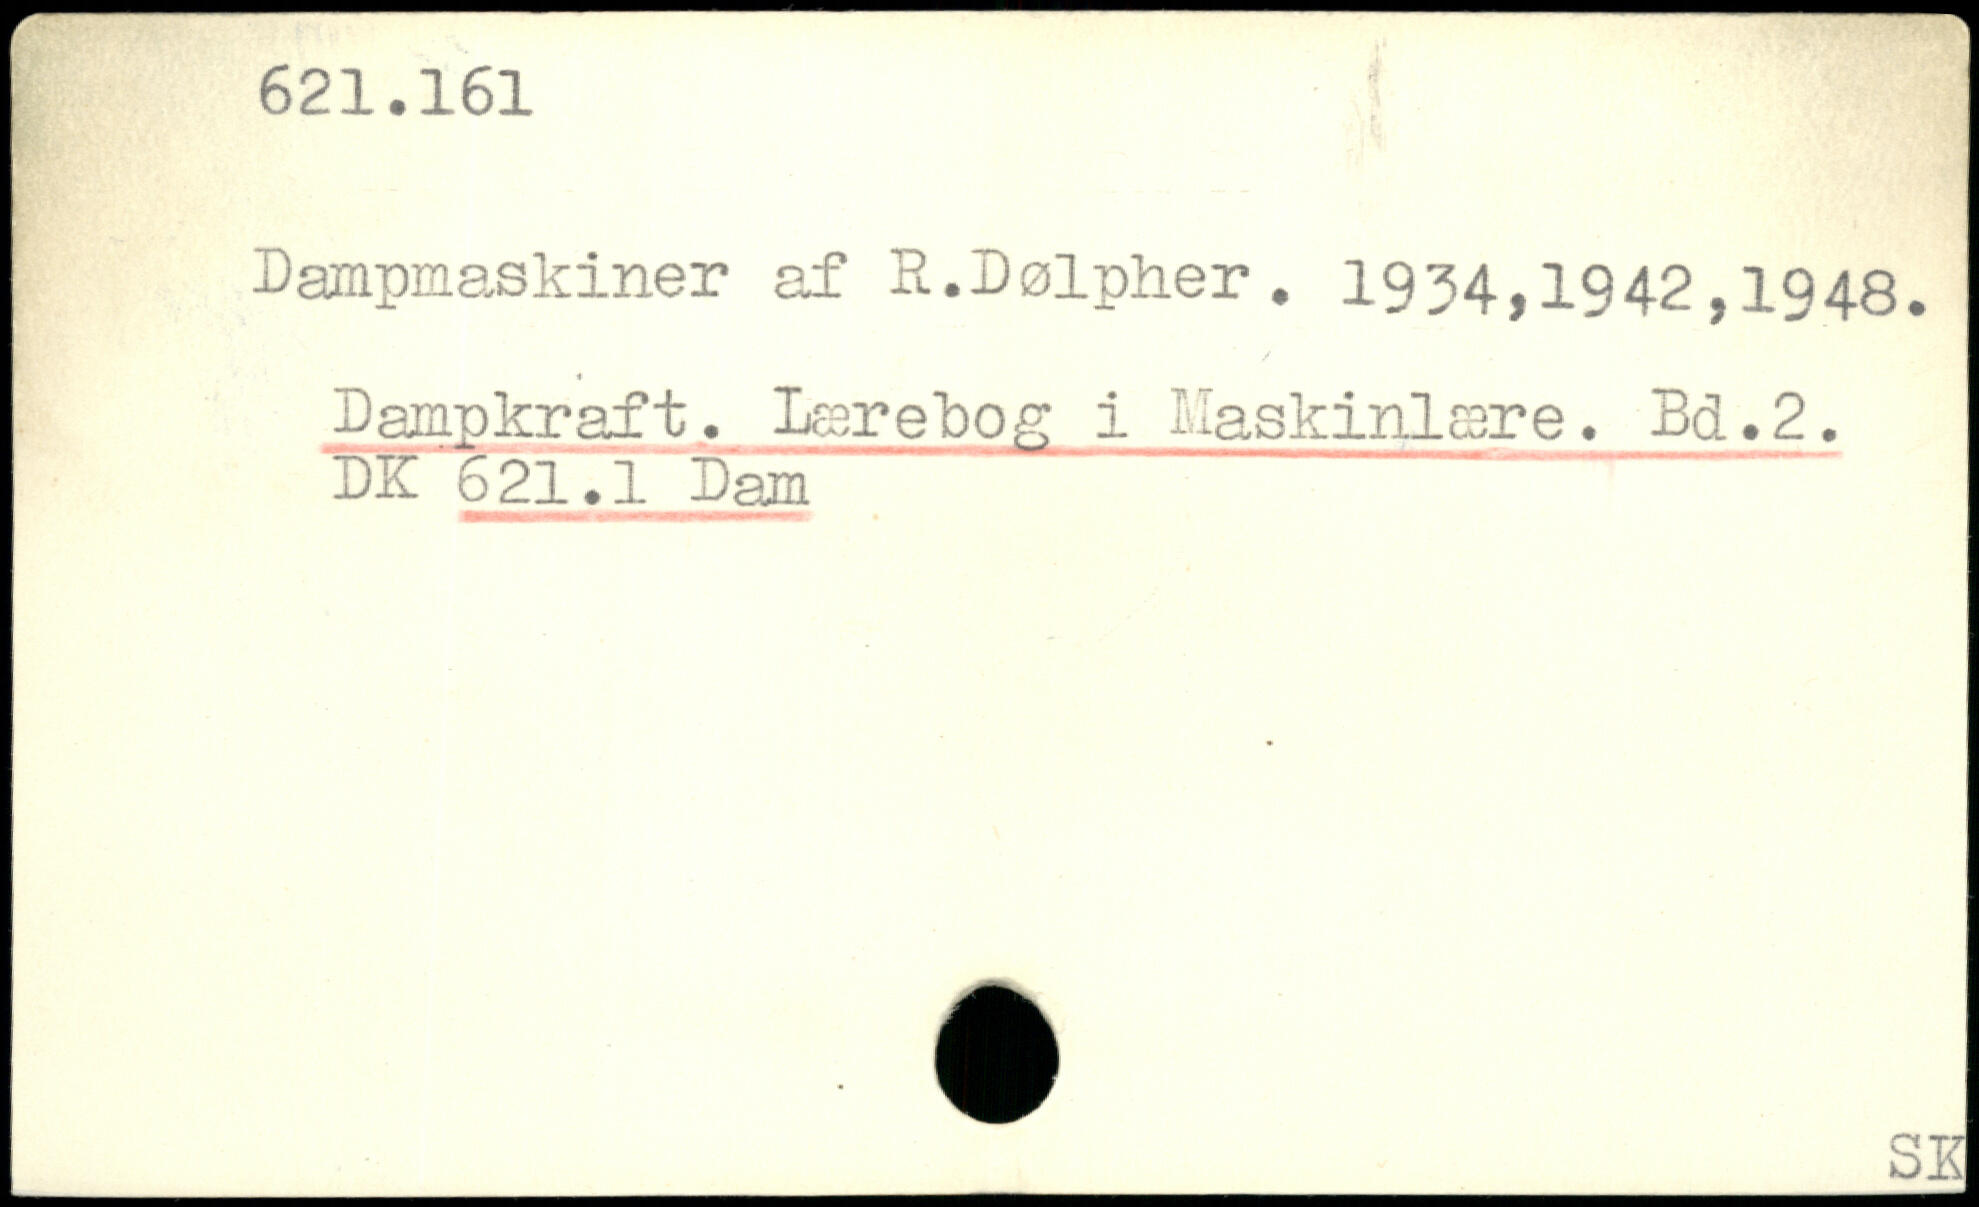 621.161
Dampmaskiner af R.Dølpher. 1934,1942,1948.
Dampkraft. Lærebog i Maskinlære. Bd.2.
DK 621.1 Dam
SK